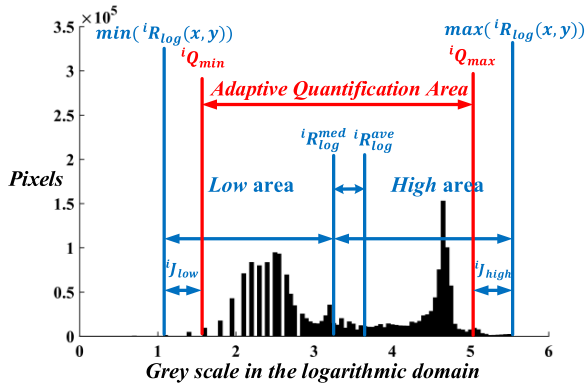 ×10⁵
3.5
3
2.5
2
1.5
1
0.5
0
Pixels
min(ⁱR_log(x, y))
max(ⁱR_log(x, y))
ⁱQ_min
ⁱQ_max
Adaptive Quantification Area
ⁱR_log^med
ⁱR_log^ave
Low area
High area
ⁱJ_low
ⁱJ_high
0 1 2 3 4 5 6
Grey scale in the logarithmic domain